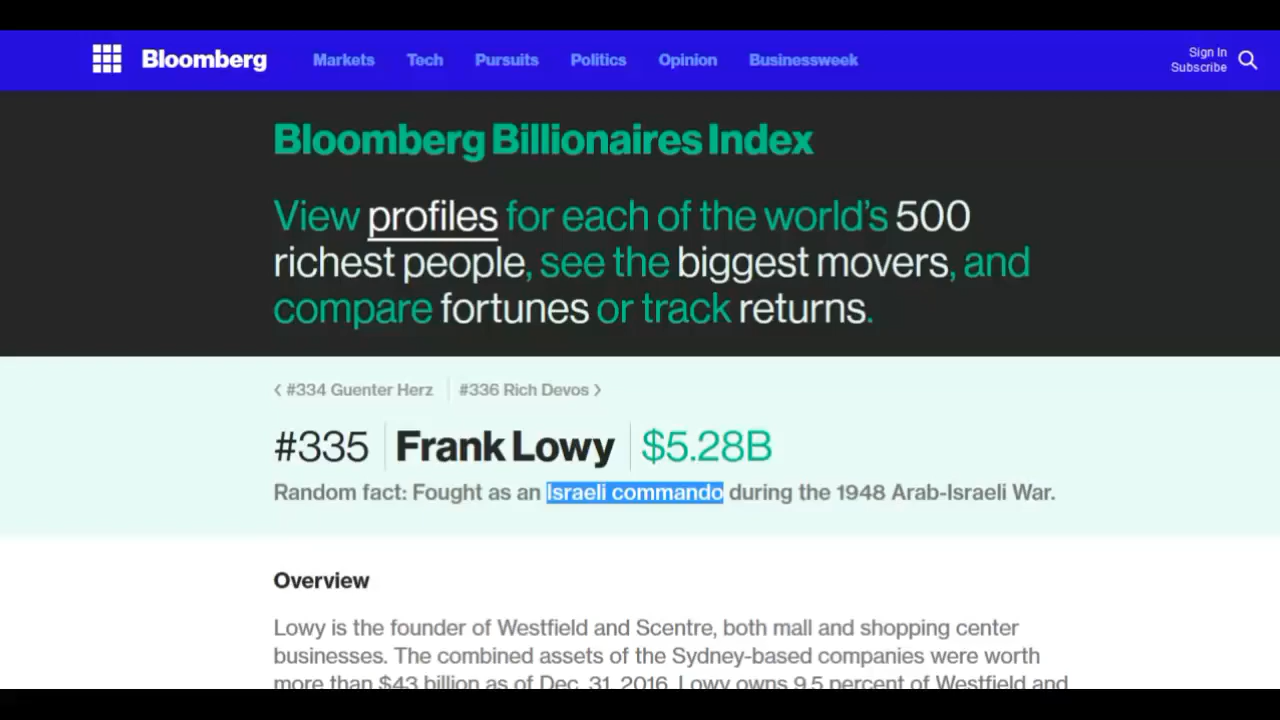 Bloomberg Markets Tech Pursuits Politics Opinion Businessweek Sign In
Subscribe
Bloomberg Billionaires Index
View profiles for each of the world's 500
richest people, see the biggest movers, and
compare fortunes or track returns.
#334 Guenter Herz #336 Rich Devos
#335 Frank Lowy $5.28B
Random fact: Fought as an Israeli commando during the 1948 Arab-Israeli War.
Overview
Lowy is the founder of Westfield and Scentre, both mall and shopping center
businesses. The combined assets of the Sydney-based companies were worth
more than $43 billion as of Dec. 31, 2016. Lowy owns 9.5 percent of Westfield and